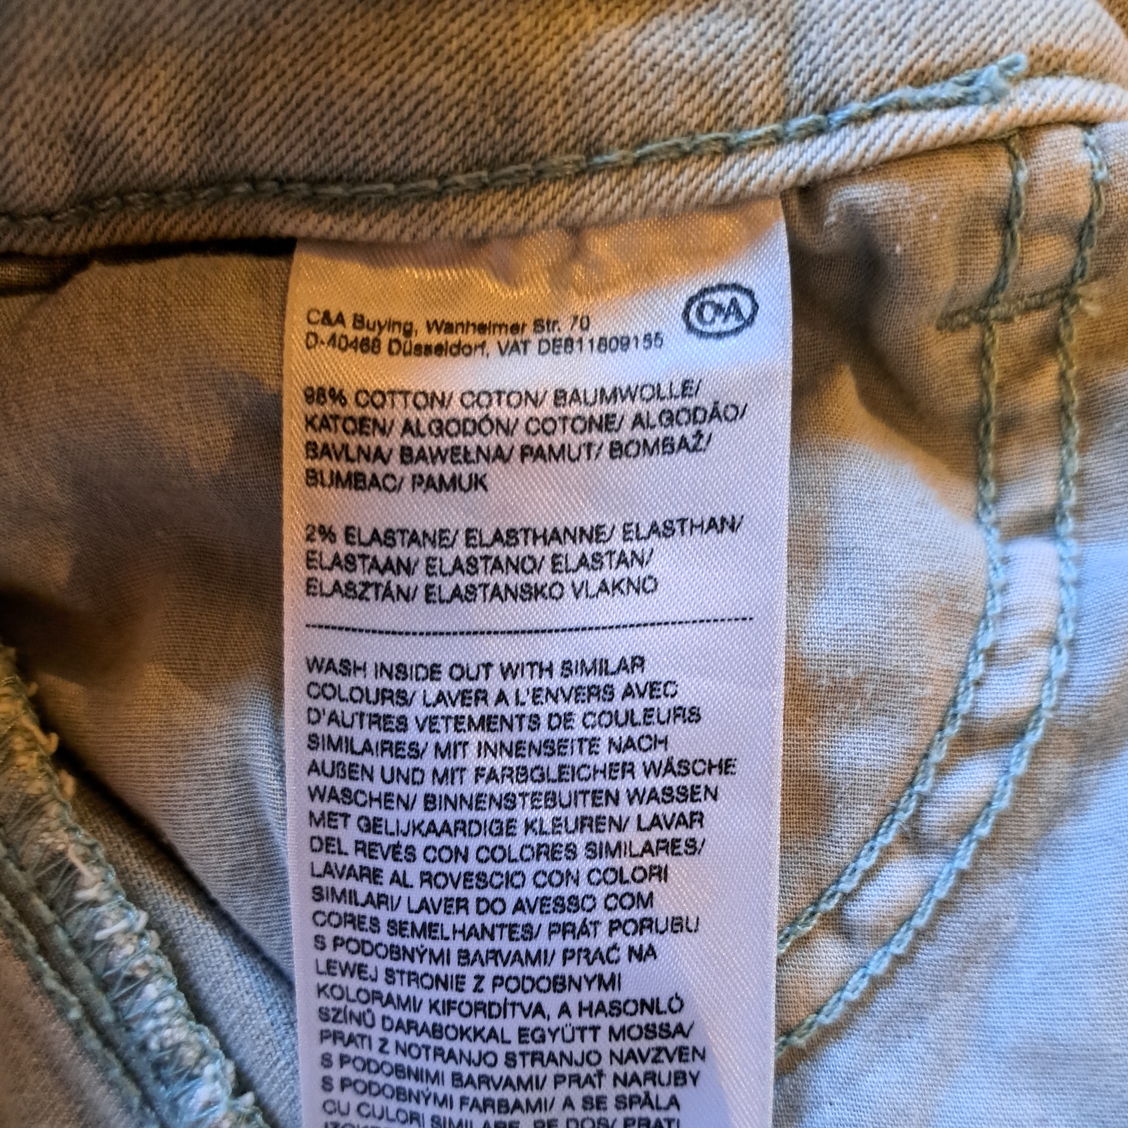 C&A Buying, Wanheimer Str. 70
C&A
D-40468 Düsseldorf, VAT DE811809155
98% COTTON/ COTON/ BAUMWOLLE/
KATOEN/ ALGODÓN/ COTONE/ ALGODÃO/
BAVLNA/ BAWEŁNA/ PAMUT/ BOMBAŽ/
BUMBAC/ PAMUK
2% ELASTANE/ ELASTHANNE/ ELASTHAN/
ELASTAAN/ ELASTANO/ ELASTAN/
ELASZTÁN/ ELASTANSKO VLAKNO
WASH INSIDE OUT WITH SIMILAR
COLOURS/ LAVER A L'ENVERS AVEC
D'AUTRES VETEMENTS DE COULEURS
SIMILAIRES/ MIT INNENSEITE NACH
AUßEN UND MIT FARBGLEICHER WÄSCHE
WASCHEN/ BINNENSTEBUITEN WASSEN
MET GELIJKAARDIGE KLEUREN/ LAVAR
DEL REVÉS CON COLORES SIMILARES/
LAVARE AL ROVESCIO CON COLORI
SIMILARI/ LAVER DO AVESSO COM
CORES SEMELHANTES/ PRÁT PORUBU
S PODOBNÝMI BARVAMI/ PRAĆ NA
LEWEJ STRONIE Z PODOBNYMI
KOLORAMI/ KIFORDÍTVA, A HASONLÓ
SZÍNŰ DARABOKKAL EGYÜTT MOSSA/
PRATI Z NOTRANJO STRANJO NAVZVEN
S PODOBNIMI BARVAMI/ PRAŤ NARUBY
S PODOBNÝMI FARBAMI/ A SE SPĂLA
CU CULORI SIMILARE, PE DOS/ PRATI